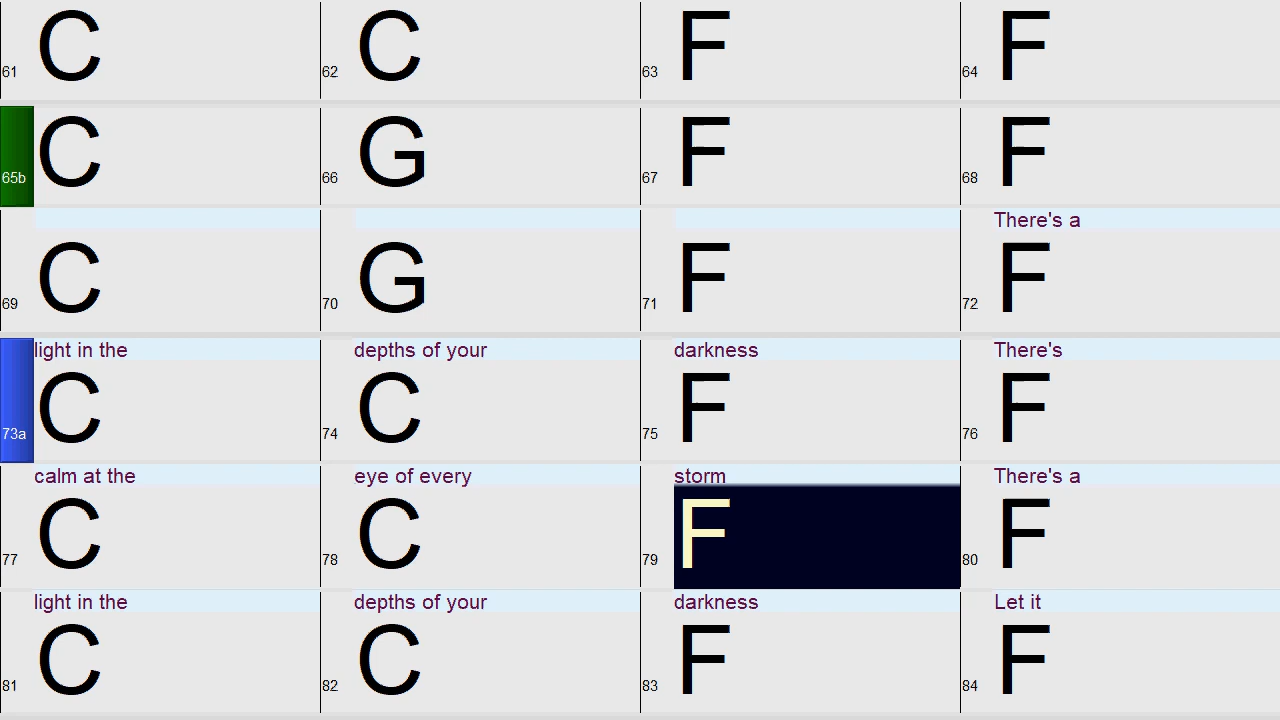 61 C 62 C 63 F 64 F
65b C 66 G 67 F 68 F
There's a
69 C 70 G 71 F 72 F
light in the depths of your darkness There's
73a C 74 C 75 F 76 F
calm at the eye of every storm There's a
77 C 78 C 79 F 80 F
light in the depths of your darkness Let it
81 C 82 C 83 F 84 F